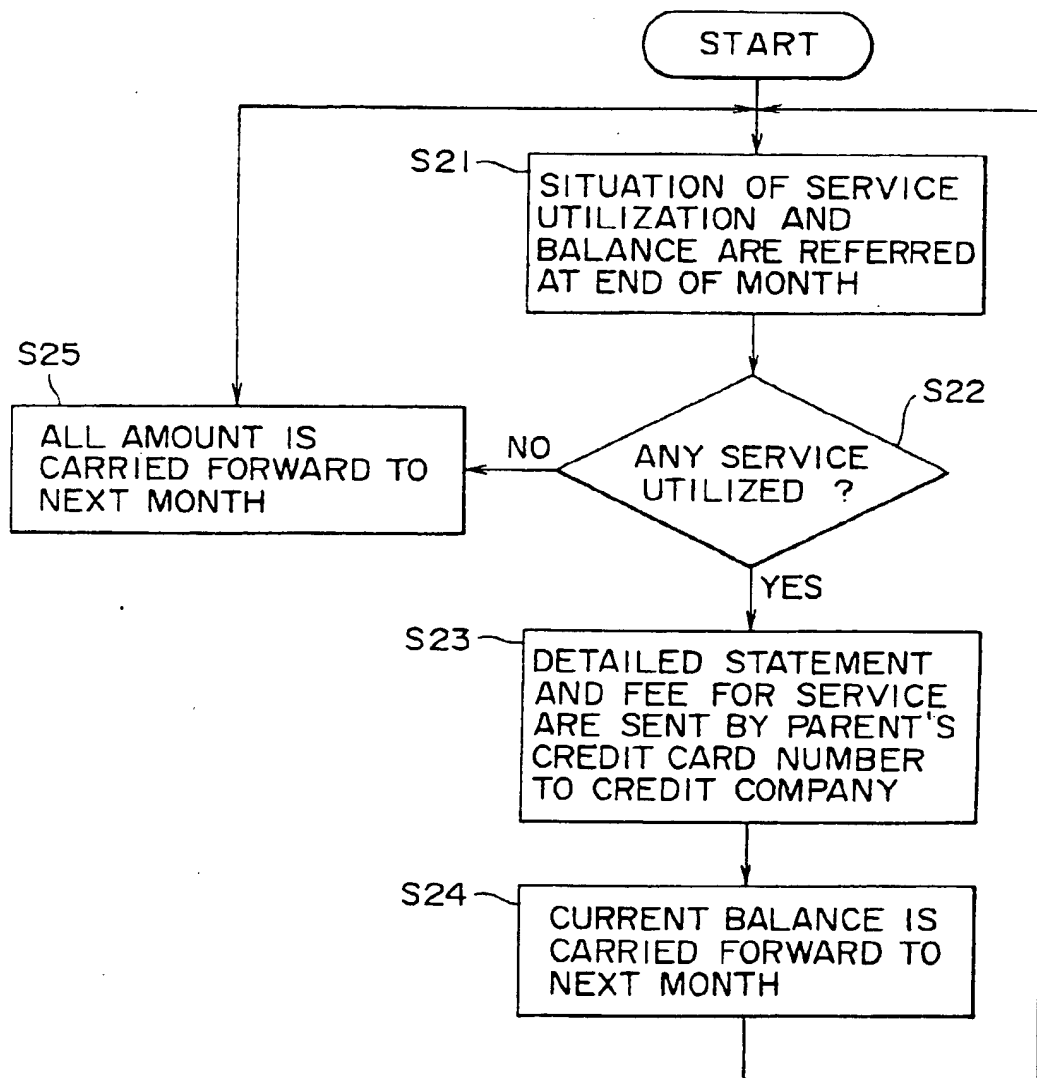 START
S21
SITUATION OF SERVICE
UTILIZATION AND
BALANCE ARE REFERRED
AT END OF MONTH
S22
ANY SERVICE
UTILIZED ?
NO
S25
ALL AMOUNT IS
CARRIED FORWARD TO
NEXT MONTH
YES
S23
DETAILED STATEMENT
AND FEE FOR SERVICE
ARE SENT BY PARENT'S
CREDIT CARD NUMBER
TO CREDIT COMPANY
S24
CURRENT BALANCE IS
CARRIED FORWARD TO
NEXT MONTH